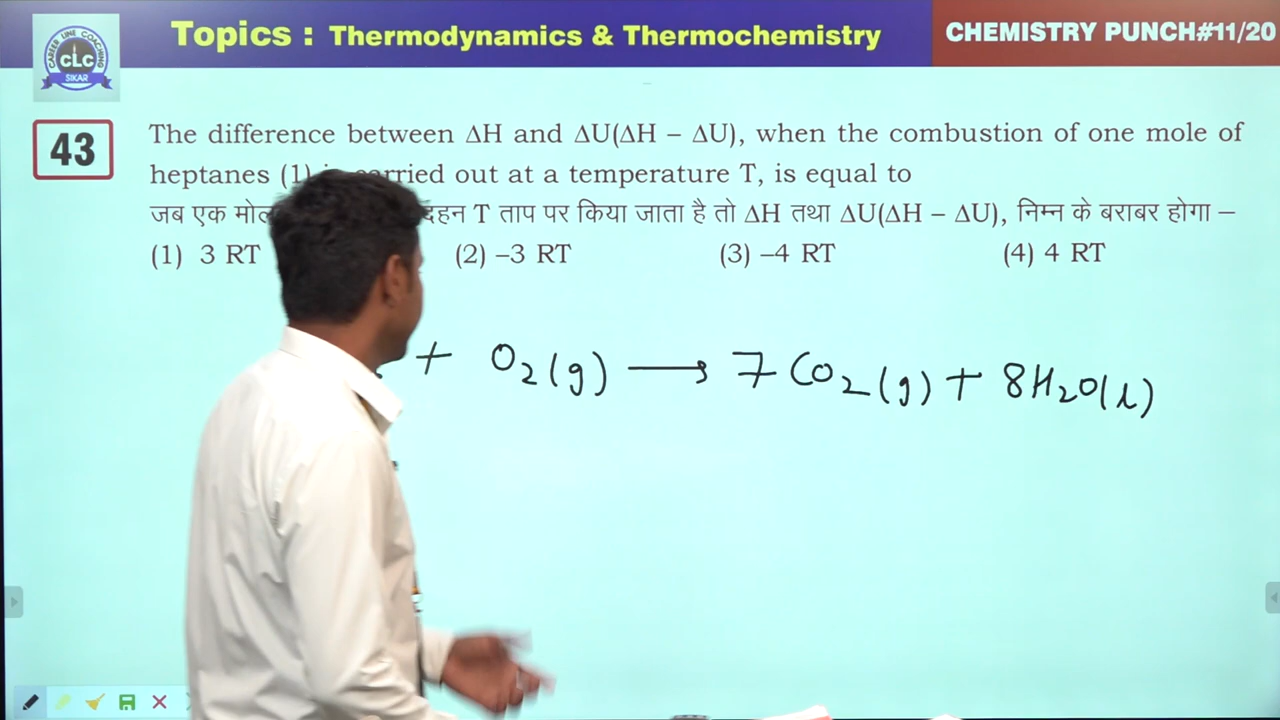 Topics : Thermodynamics & Thermochemistry
CHEMISTRY PUNCH#11/20
CAREER LINE COACHING
CLC
SIKAR
43
The difference between ΔH and ΔU(ΔH – ΔU), when the combustion of one mole of
heptanes (1) carried out at a temperature T, is equal to
जब एक दहन T ताप पर किया जाता है तो ΔH तथा ΔU(ΔH – ΔU), निम्न के बराबर होगा –
(1) 3 RT (2) –3 RT (3) –4 RT (4) 4 RT
+ O₂(g) ⟶ 7CO₂(g) + 8H₂O(l)